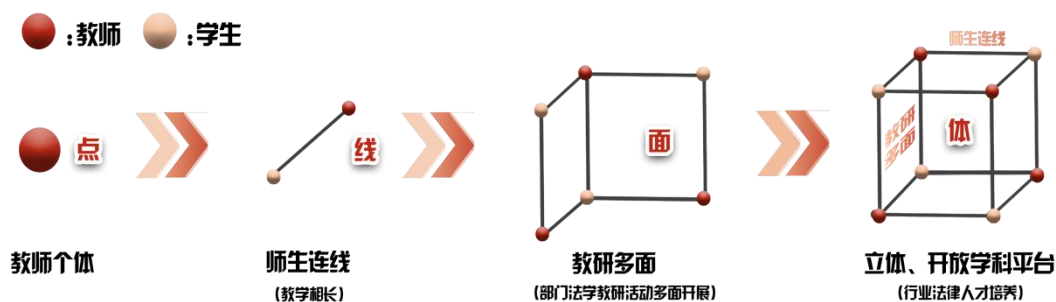 :教师
:学生
点
线
面
师生连线
教研
多面
体
教师个体
师生连线
(教学相长)
教研多面
(部门法学教研活动多面开展)
立体、开放学科平台
(行业法律人才培养)